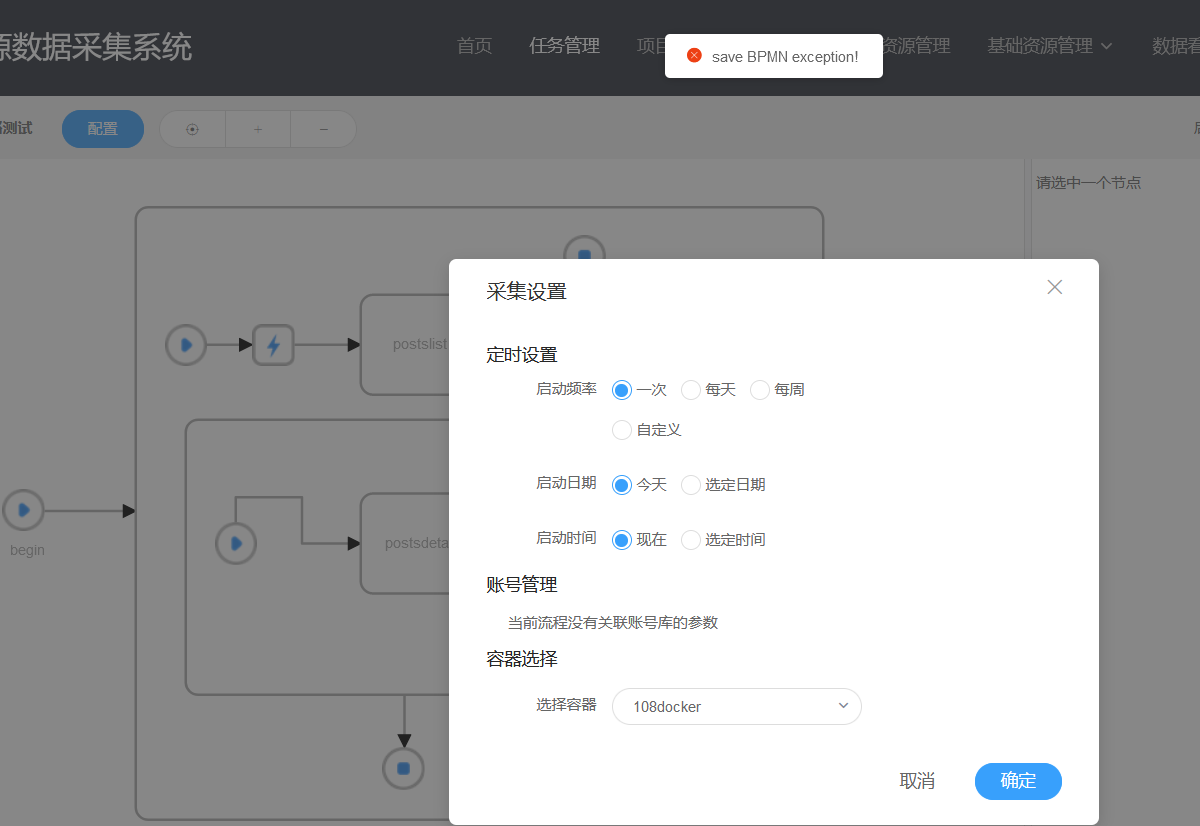 源数据采集系统
首页
任务管理
save BPMN exception!
资源管理
基础资源管理
数据看
测试
配置
请选中一个节点
postslist
begin
postsdeta
采集设置
定时设置
启动频率 一次 每天 每周
自定义
启动日期 今天 选定日期
启动时间 现在 选定时间
账号管理
当前流程没有关联账号库的参数
容器选择
选择容器 108docker
取消 确定